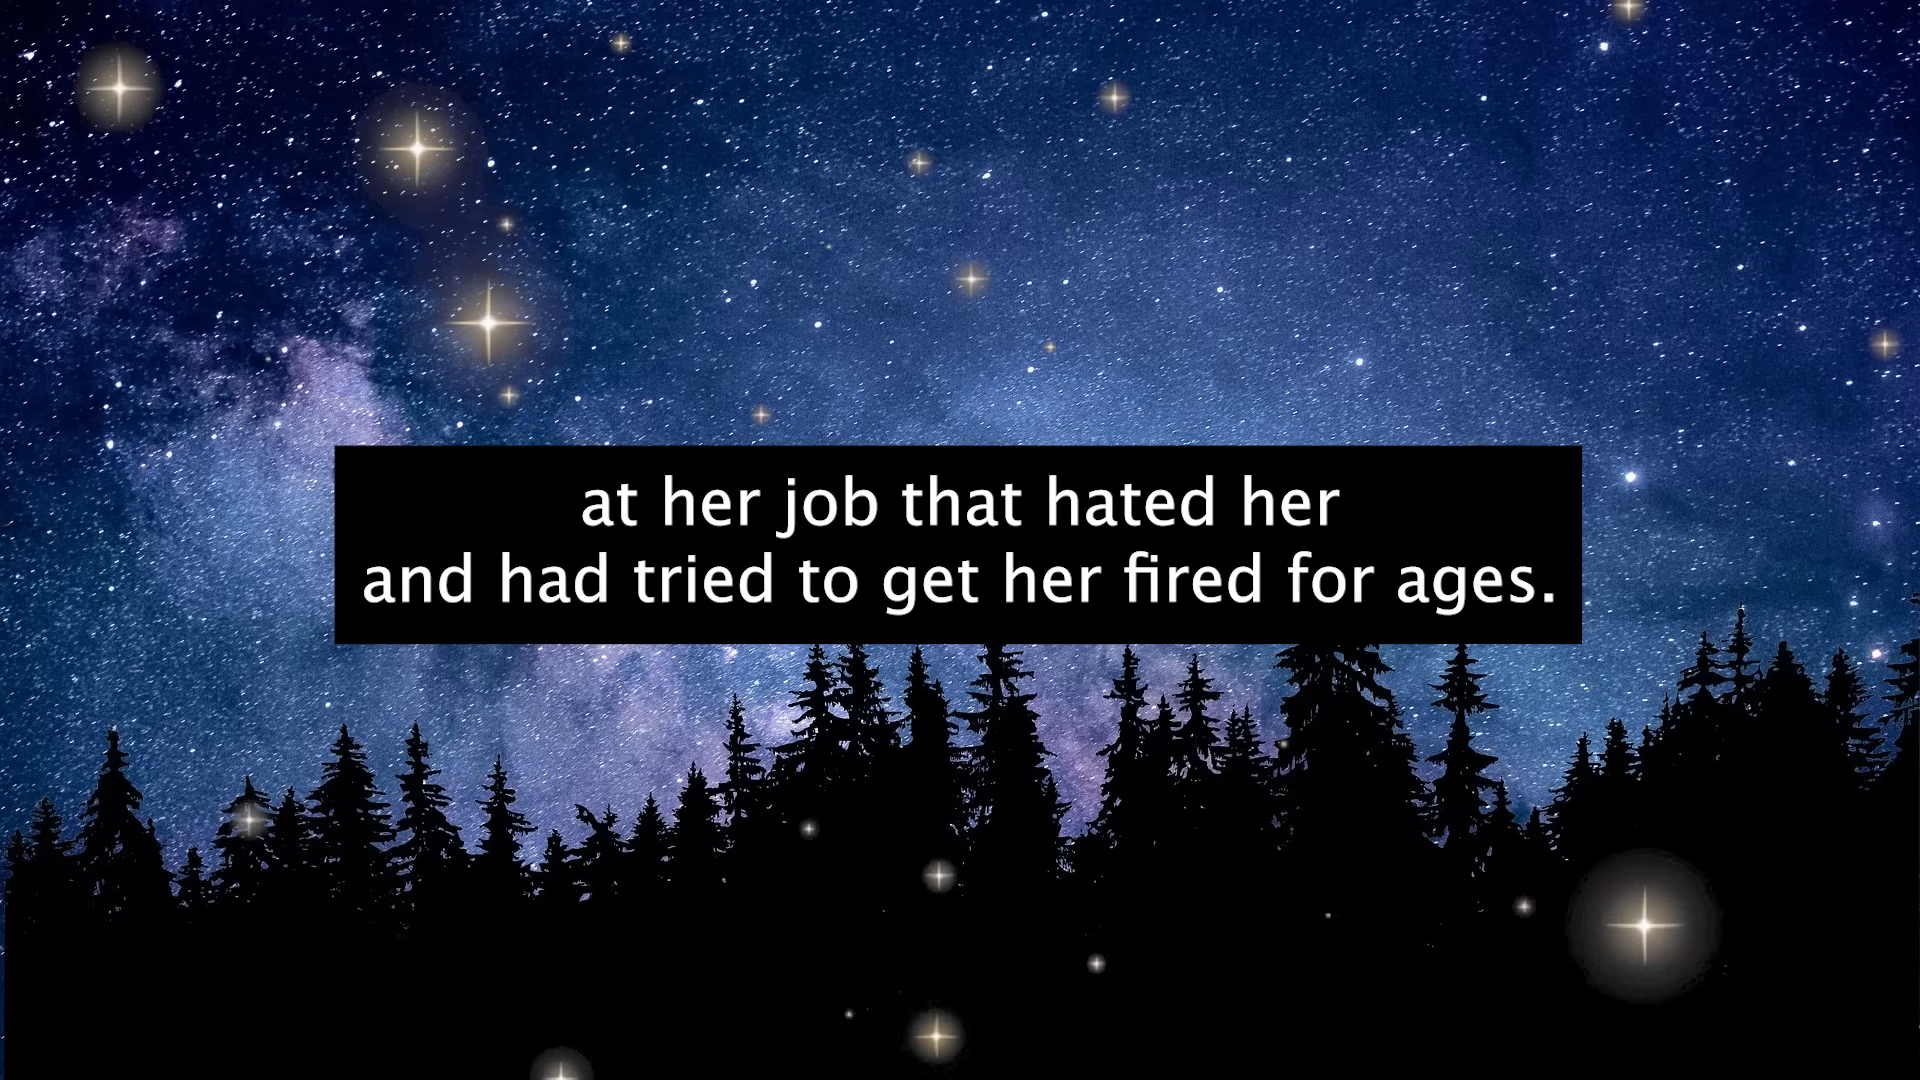 at her job that hated her
and had tried to get her fired for ages.